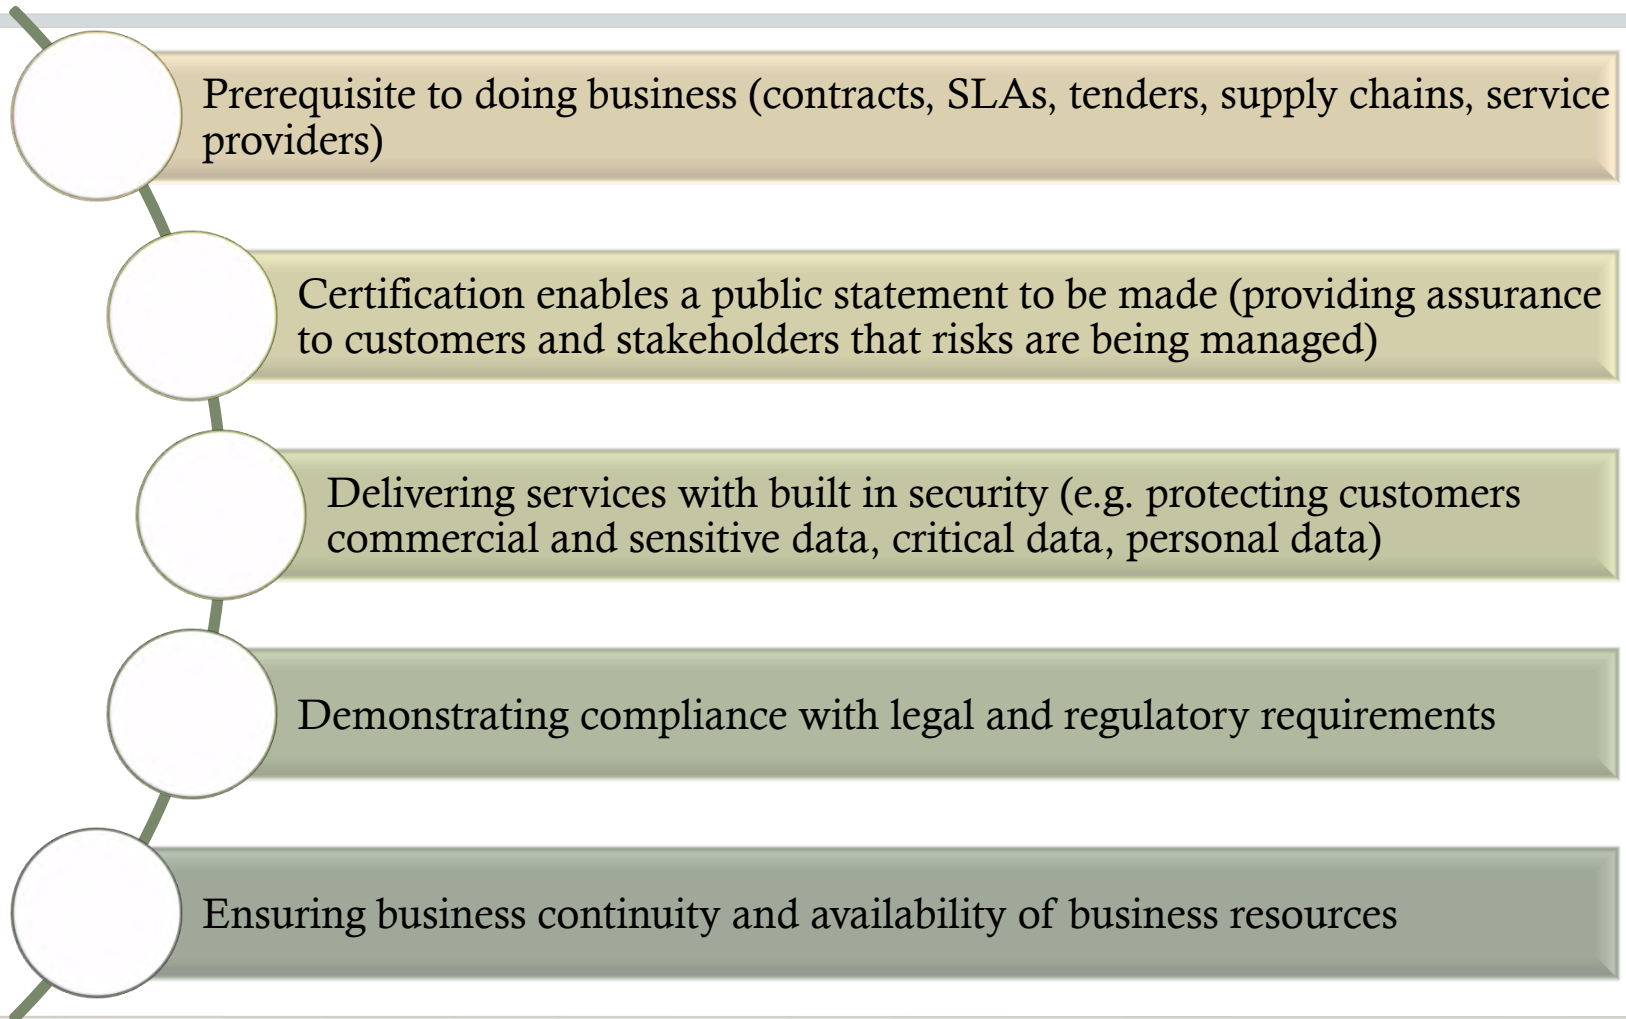 Prerequisite to doing business (contracts, SLAs, tenders, supply chains, service
providers)
Certification enables a public statement to be made (providing assurance
to customers and stakeholders that risks are being managed)
Delivering services with built in security (e.g. protecting customers
commercial and sensitive data, critical data, personal data)
Demonstrating compliance with legal and regulatory requirements
Ensuring business continuity and availability of business resources